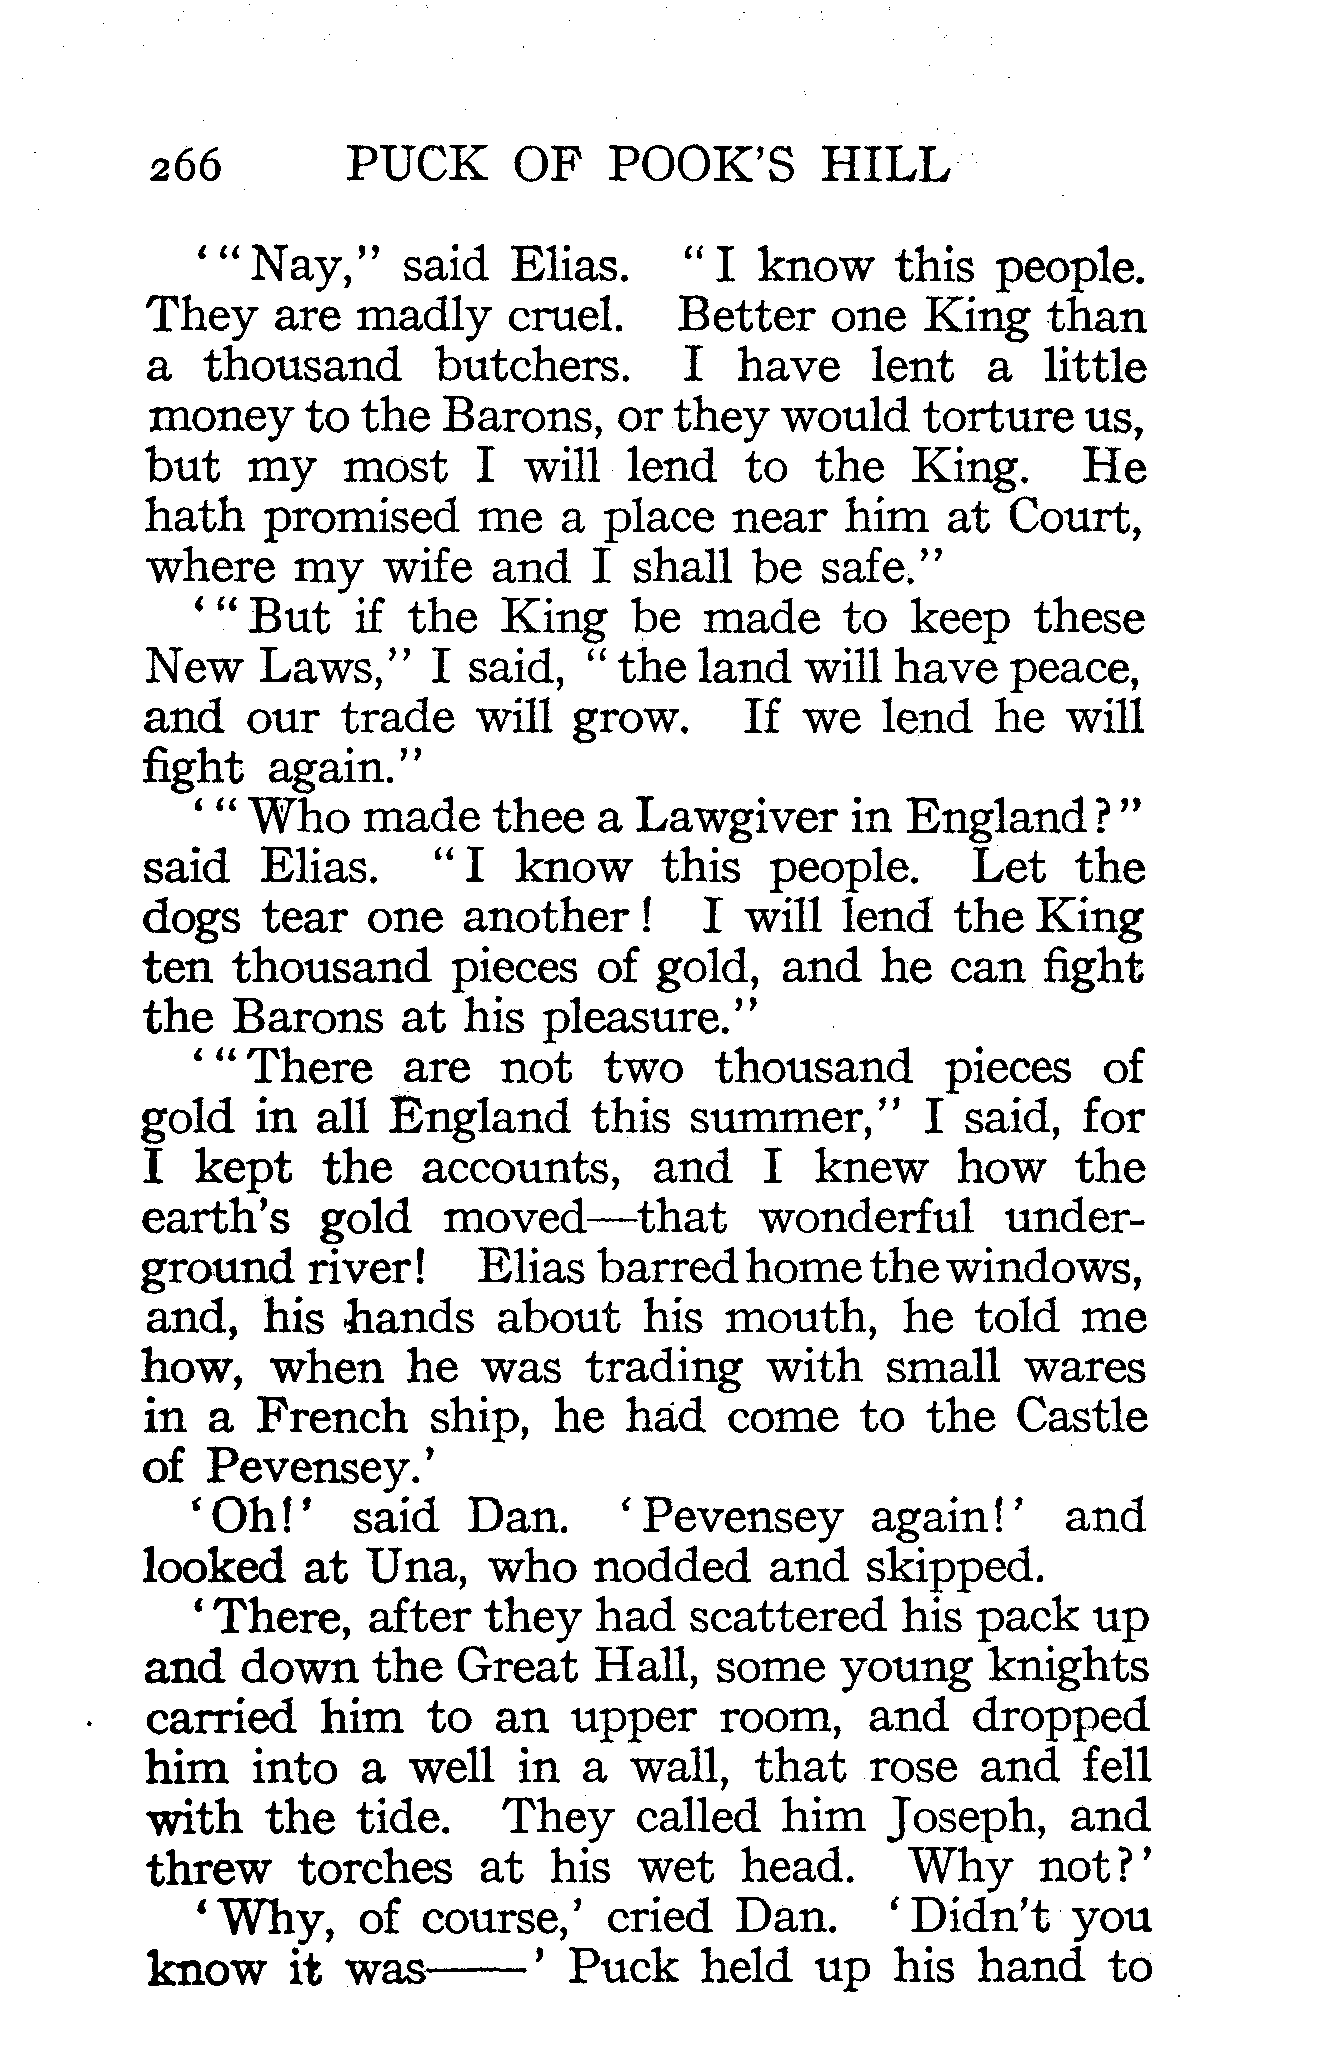 266 PUCK OF POOK'S HILL
‘“Nay,” said Elias. “I know this people.
They are madly cruel. Better one King than
a thousand butchers. I have lent a little
money to the Barons, or they would torture us,
but my most I will lend to the King. He
hath promised me a place near him at Court,
where my wife and I shall be safe.”
‘“But if the King be made to keep these
New Laws,” I said, “the land will have peace,
and our trade will grow. If we lend he will
fight again.”
‘“Who made thee a Lawgiver in England?”
said Elias. “I know this people. Let the
dogs tear one another! I will lend the King
ten thousand pieces of gold, and he can fight
the Barons at his pleasure.”
‘“There are not two thousand pieces of
gold in all England this summer,” I said, for
I kept the accounts, and I knew how the
earth’s gold moved—that wonderful under-
ground river! Elias barred home the windows,
and, his hands about his mouth, he told me
how, when he was trading with small wares
in a French ship, he had come to the Castle
of Pevensey.’
‘Oh!’ said Dan. ‘Pevensey again!’ and
looked at Una, who nodded and skipped.
‘There, after they had scattered his pack up
and down the Great Hall, some young knights
carried him to an upper room, and dropped
him into a well in a wall, that rose and fell
with the tide. They called him Joseph, and
threw torches at his wet head. Why not?’
‘Why, of course,’ cried Dan. ‘Didn’t you
know it was——’ Puck held up his hand to